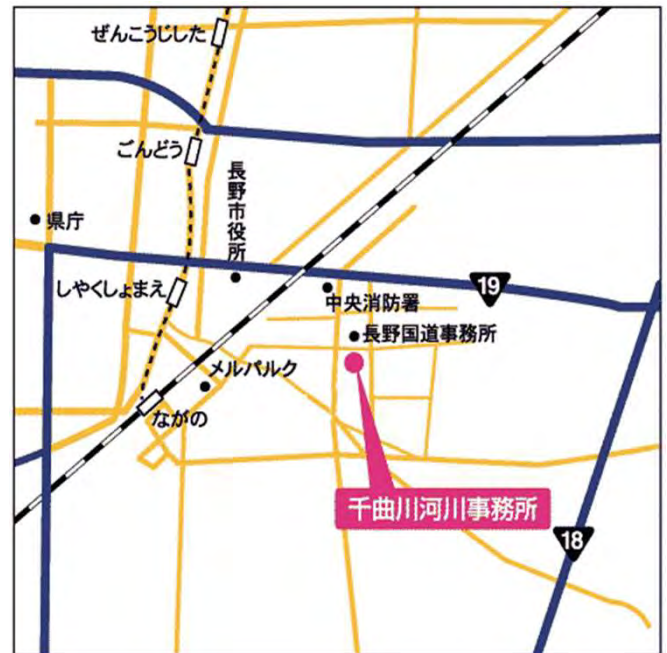 ぜんこうじした
ごんどう
長野市役所
県庁
しやくしょまえ
19
中央消防署
長野国道事務所
メルパルク
ながの
千曲川河川事務所
18